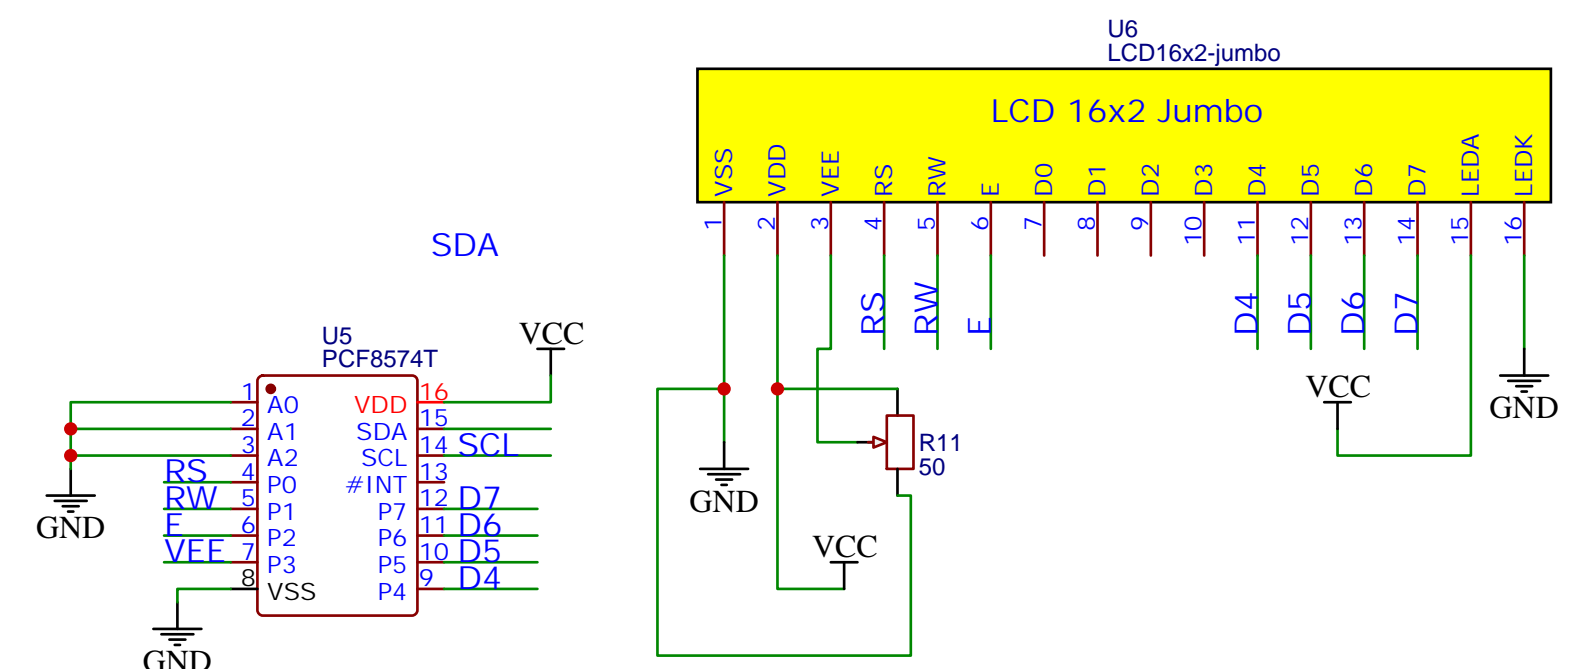 U6
LCD16x2-jumbo
LCD 16x2 Jumbo
VSS VDD VEE RS RW E D0 D1 D2 D3 D4 D5 D6 D7 LEDA LEDK
1 2 3 4 5 6 7 8 9 10 11 12 13 14 15 16
RS RW E D4 D5 D6 D7
VCC
GND
R11
50
GND
VCC
SDA
U5
PCF8574T
VCC
1 A0 VDD 16
2 A1 SDA 15
3 A2 SCL 14 SCL
RS 4 P0 #INT 13
RW 5 P1 P7 12 D7
E 6 P2 P6 11 D6
VEE 7 P3 P5 10 D5
8 VSS P4 9 D4
GND
GND